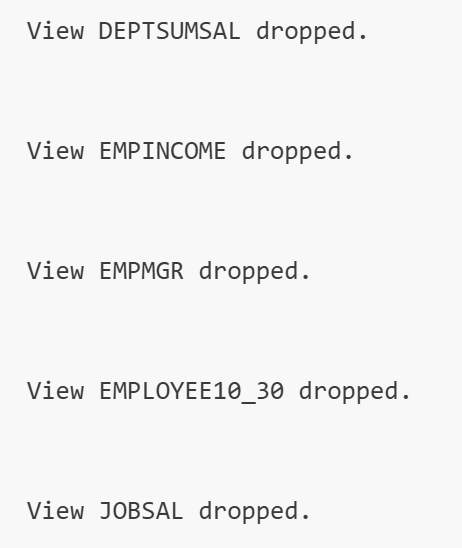 View DEPTSUMSAL dropped.
View EMPINCOME dropped.
View EMPMGR dropped.
View EMPLOYEE10_30 dropped.
View JOBSAL dropped.